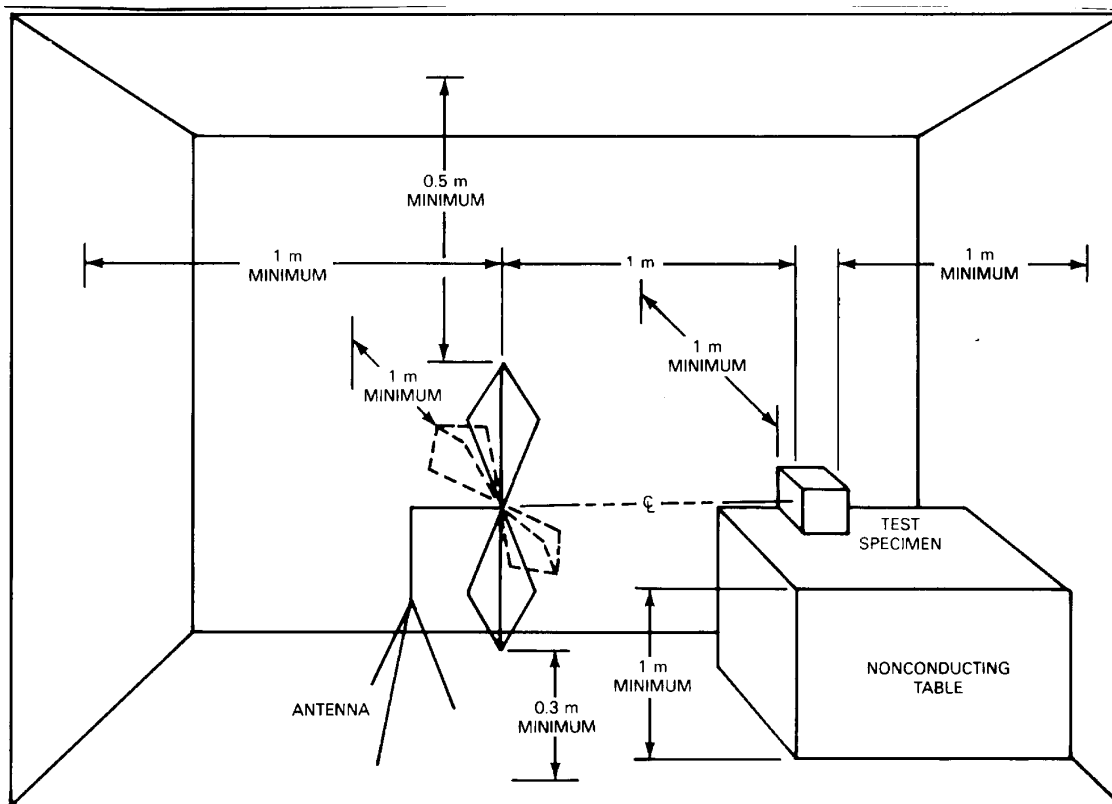 0.5 m
MINIMUM
1 m
MINIMUM
1 m
1 m
MINIMUM
1 m
MINIMUM
1 m
MINIMUM
℄
TEST
SPECIMEN
1 m
MINIMUM
NONCONDUCTING
TABLE
ANTENNA
0.3 m
MINIMUM